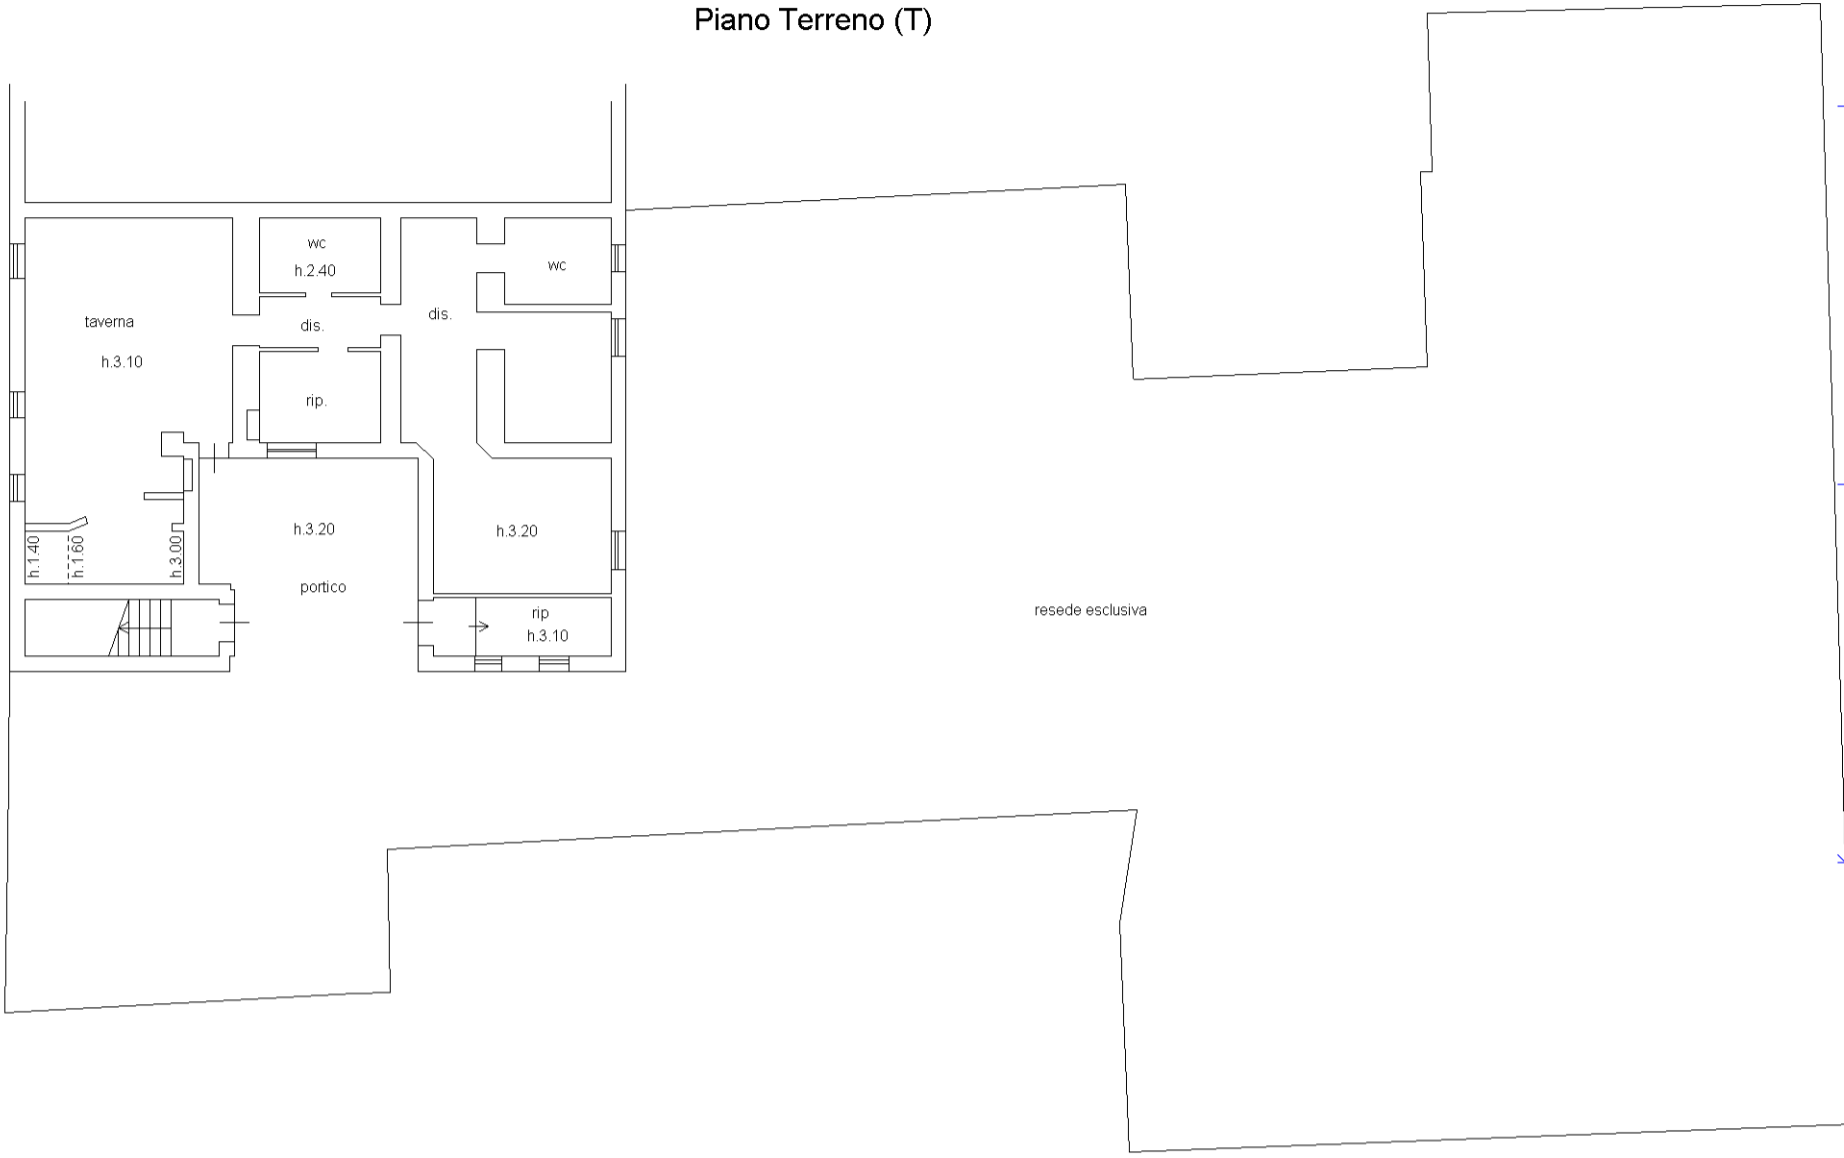 Piano Terreno (T)
wc
h.2.40
wc
taverna
h.3.10
dis.
dis.
rip.
h.3.20
portico
h.3.20
h.1.40
h.1.60
h.3.00
rip
h.3.10
resede esclusiva